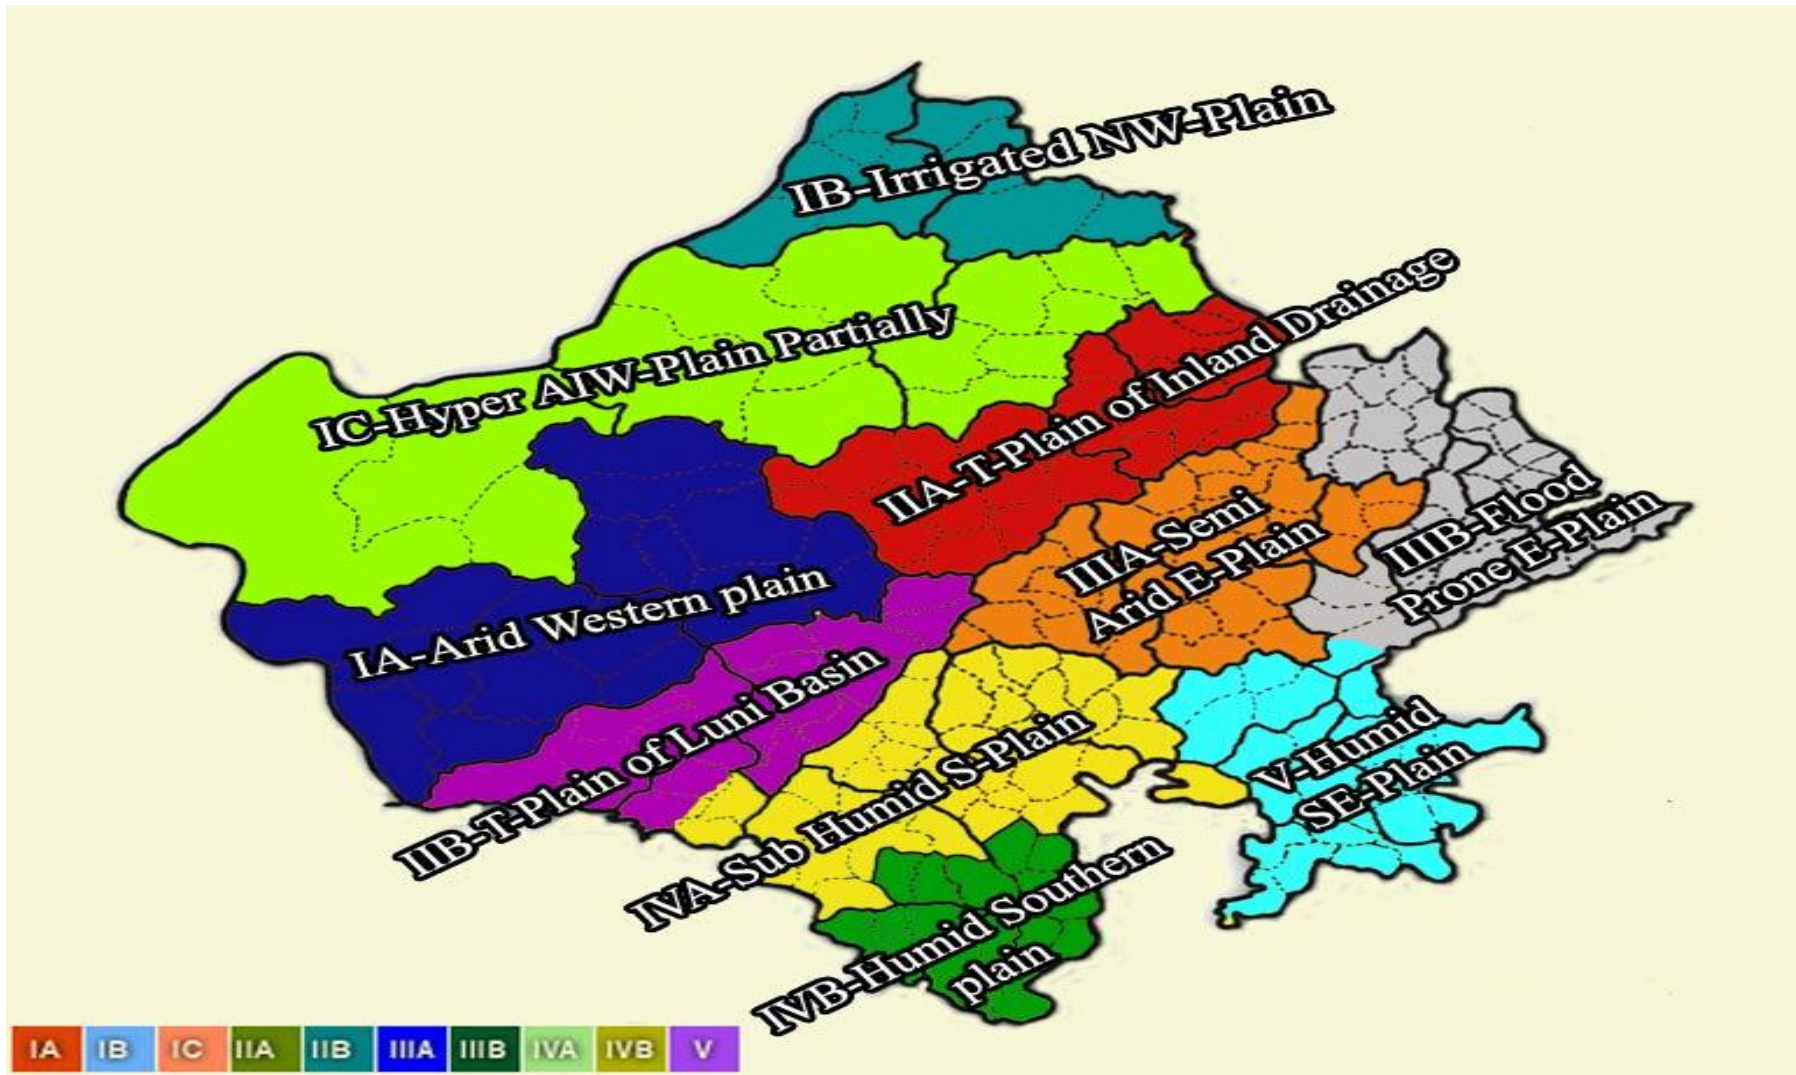 IB-Irrigated NW-Plain
IC-Hyper AIW-Plain Partially
IIA-T-Plain of Inland Drainage
IIIA-Semi
Arid E-Plain
IIIB-Flood
Prone E-Plain
IA-Arid Western plain
IIB-T-Plain of Luni Basin
IVA-Sub Humid S-Plain
V-Humid
SE-Plain
IVB-Humid Southern
plain
IA IB IC IIA IIB IIIA IIIB IVA IVB V